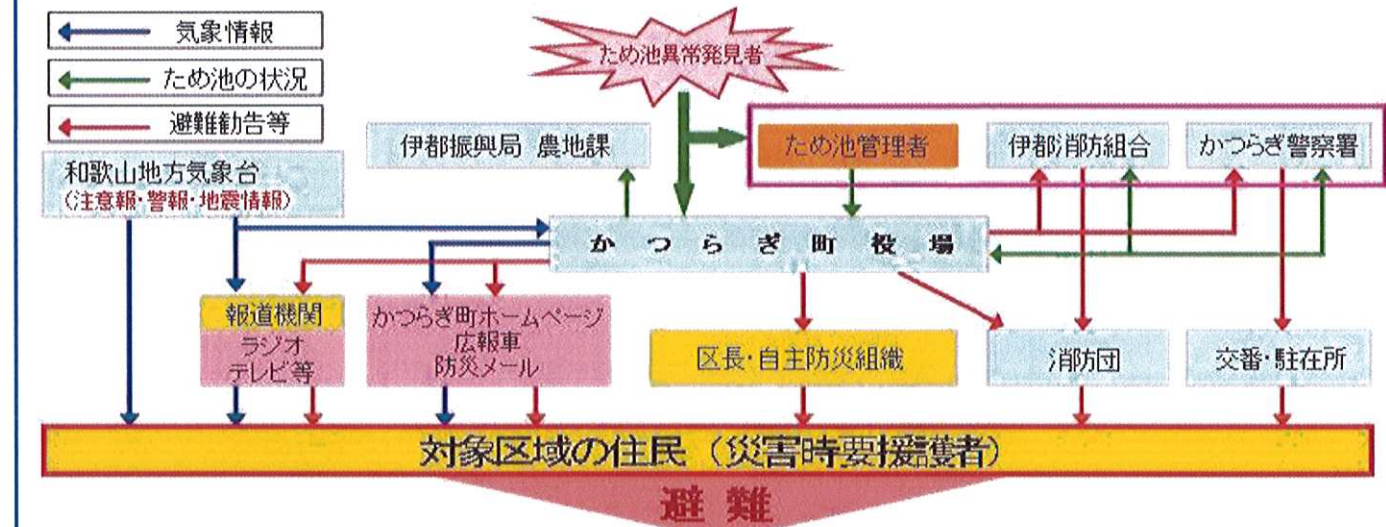 気象情報
ため池の状況
避難勧告等
ため池異常発見者
和歌山地方気象台
(注意報・警報・地震情報)
伊都振興局 農地課
ため池管理者
伊都消防組合
かつらぎ警察署
かつらぎ町役場
報道機関
ラジオ
テレビ等
かつらぎ町ホームページ
広報車
防災メール
区長・自主防災組織
消防団
交番・駐在所
対象区域の住民（災害時要援護者）
避難